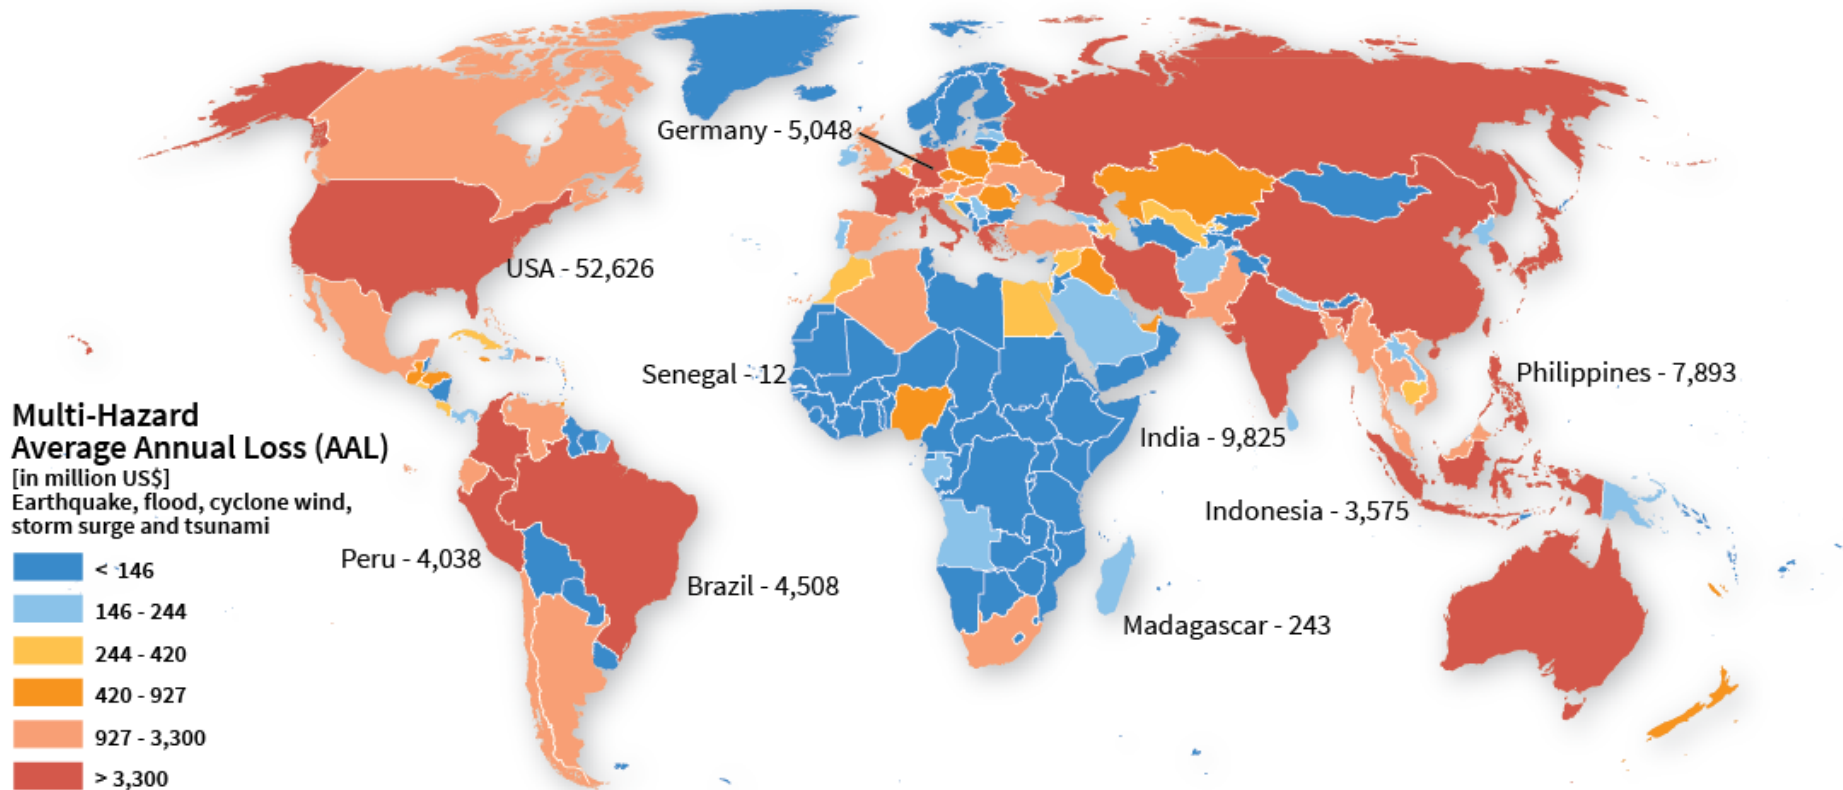 Germany - 5,048
USA - 52,626
Senegal - 12
Philippines - 7,893
India - 9,825
Indonesia - 3,575
Peru - 4,038
Brazil - 4,508
Madagascar - 243
Multi-Hazard
Average Annual Loss (AAL)
[in million US$]
Earthquake, flood, cyclone wind,
storm surge and tsunami
< 146
146 - 244
244 - 420
420 - 927
927 - 3,300
> 3,300